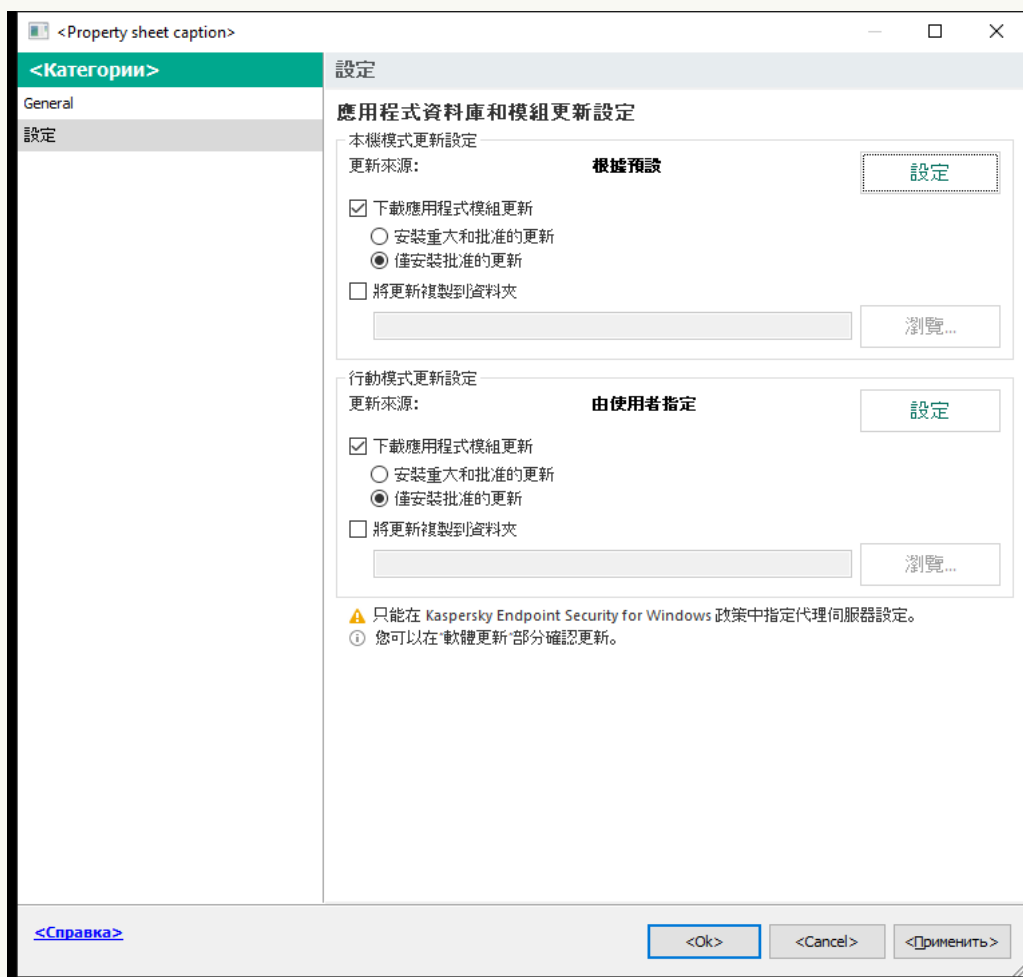 <Property sheet caption>
<Категории>
General
設定
設定
應用程式資料庫和模組更新設定
本機模式更新設定
更新來源: 根據預設 設定
下載應用程式模組更新
安裝重大和批准的更新
僅安裝批准的更新
將更新複製到資料夾
瀏覽...
行動模式更新設定
更新來源: 由使用者指定 設定
下載應用程式模組更新
安裝重大和批准的更新
僅安裝批准的更新
將更新複製到資料夾
瀏覽...
只能在 Kaspersky Endpoint Security for Windows 政策中指定代理伺服器設定。
您可以在"軟體更新"部分確認更新。
<Справка>
<Ok> <Cancel> <Применить>